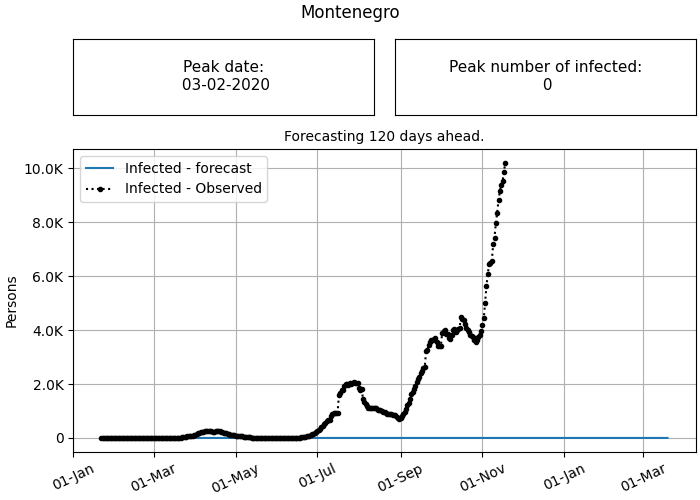 Montenegro
Peak date:
03-02-2020
Peak number of infected:
0
Forecasting 120 days ahead.
Infected - forecast
Infected - Observed
Persons
10.0K
8.0K
6.0K
4.0K
2.0K
0
01-Jan
01-Mar
01-May
01-Jul
01-Sep
01-Nov
01-Jan
01-Mar